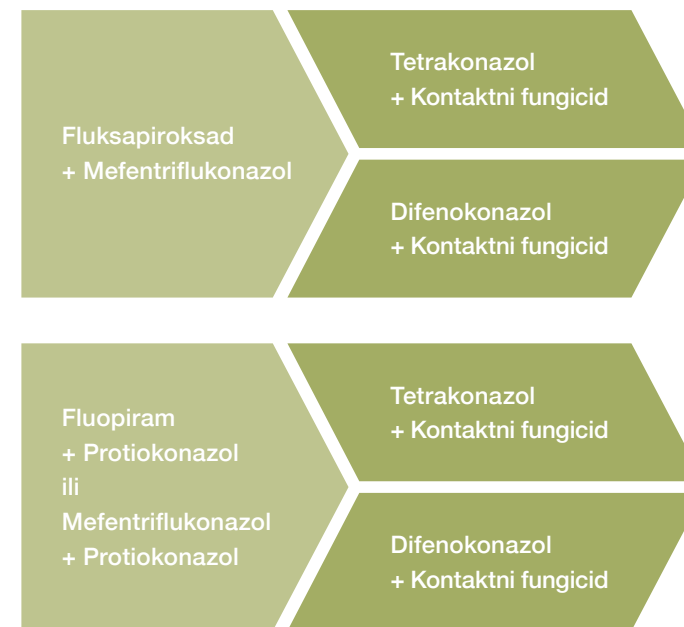 Fluksapiroksad
+ Mefentriflukonazol
Tetrakonazol
+ Kontaktni fungicid
Difenokonazol
+ Kontaktni fungicid
Fluopiram
+ Protiokonazol
ili
Mefentriflukonazol
+ Protiokonazol
Tetrakonazol
+ Kontaktni fungicid
Difenokonazol
+ Kontaktni fungicid